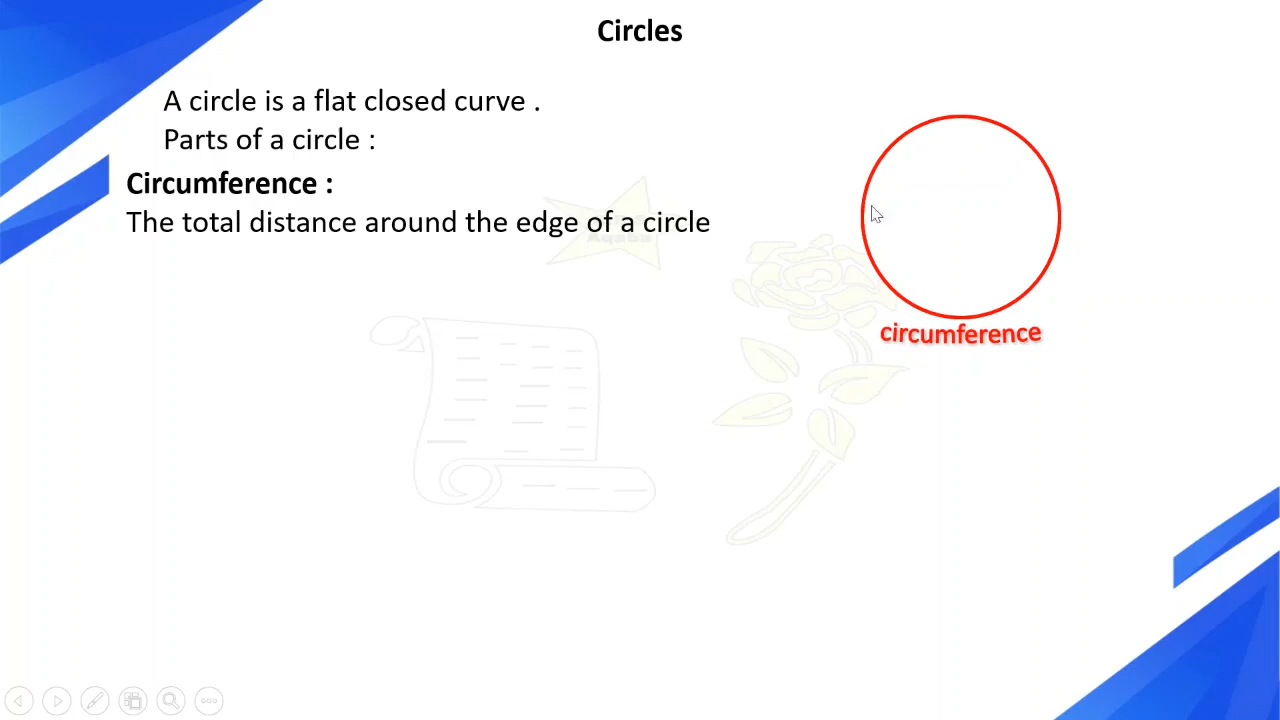 Circles
A circle is a flat closed curve .
Parts of a circle :
Circumference :
The total distance around the edge of a circle
circumference